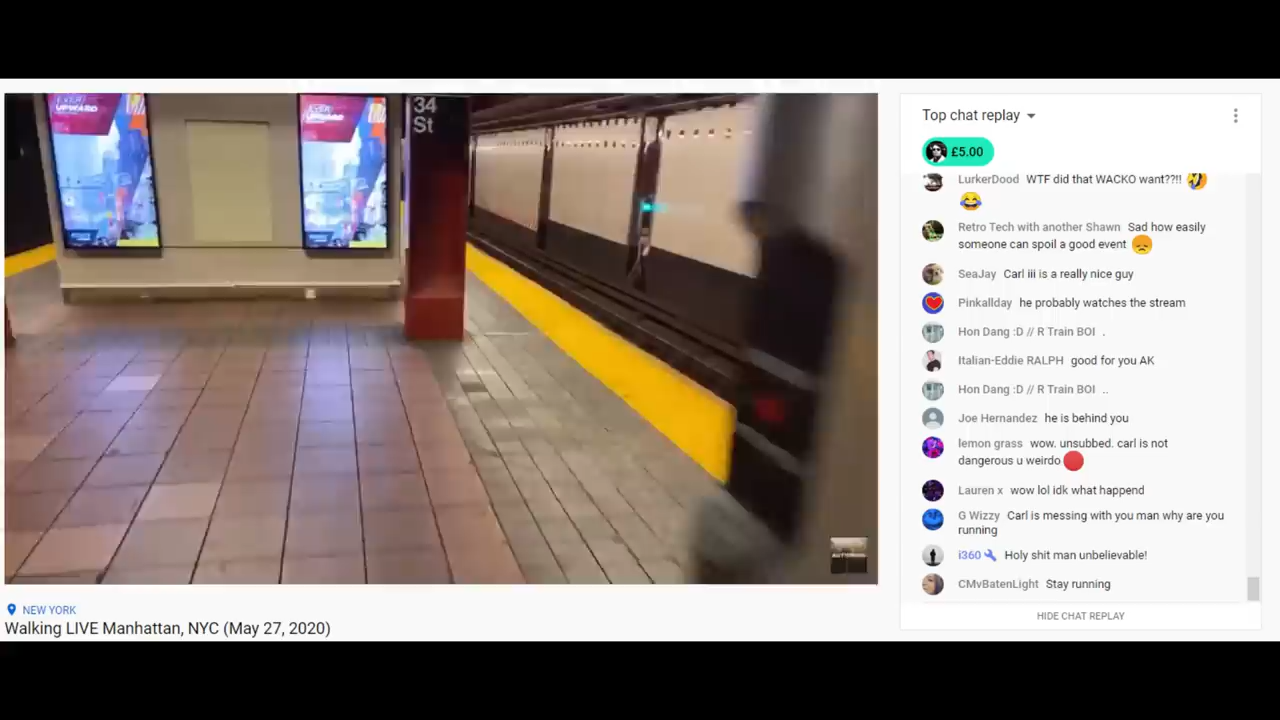 EVER
UPWARD
EVER
UPWARD
34
St
NEW YORK
Walking LIVE Manhattan, NYC (May 27, 2020)
Top chat replay
£5.00
LurkerDood WTF did that WACKO want??!! 🤣
😂
Retro Tech with another Shawn Sad how easily
someone can spoil a good event 😞
SeaJay Carl iii is a really nice guy
Pinkallday he probably watches the stream
Hon Dang :D // R Train BOI .
Italian-Eddie RALPH good for you AK
Hon Dang :D // R Train BOI ..
Joe Hernandez he is behind you
lemon grass wow. unsubbed. carl is not
dangerous u weirdo 🔴
Lauren x wow lol idk what happend
G Wizzy Carl is messing with you man why are you
running
i360 🔧 Holy shit man unbelievable!
CMvBatenLight Stay running
HIDE CHAT REPLAY